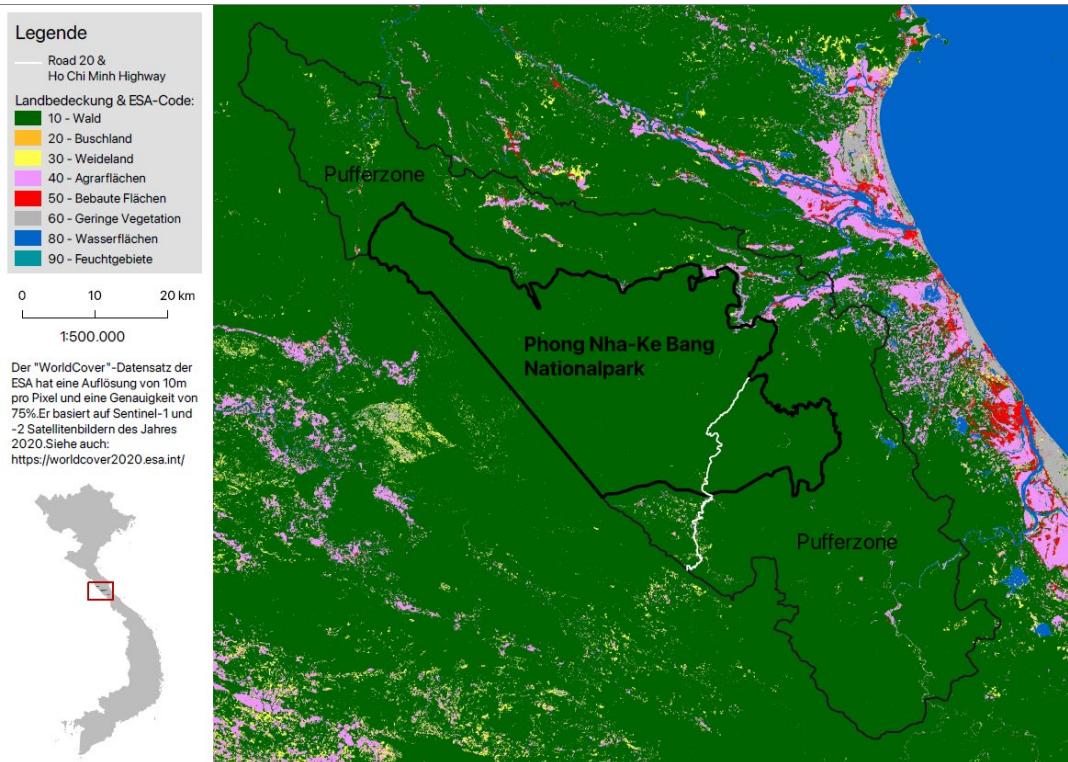 Legende
Road 20 &
Ho Chi Minh Highway
Landbedeckung & ESA-Code:
10 - Wald
20 - Buschland
30 - Weideland
40 - Agrarflächen
50 - Bebaute Flächen
60 - Geringe Vegetation
80 - Wasserflächen
90 - Feuchtgebiete
0 10 20 km
1:500.000
Der "WorldCover"-Datensatz der
ESA hat eine Auflösung von 10m
pro Pixel und eine Genauigkeit von
75%.Er basiert auf Sentinel-1 und
-2 Satellitenbildern des Jahres
2020.Siehe auch:
https://worldcover2020.esa.int/
Pufferzone
Phong Nha-Ke Bang
Nationalpark
Pufferzone